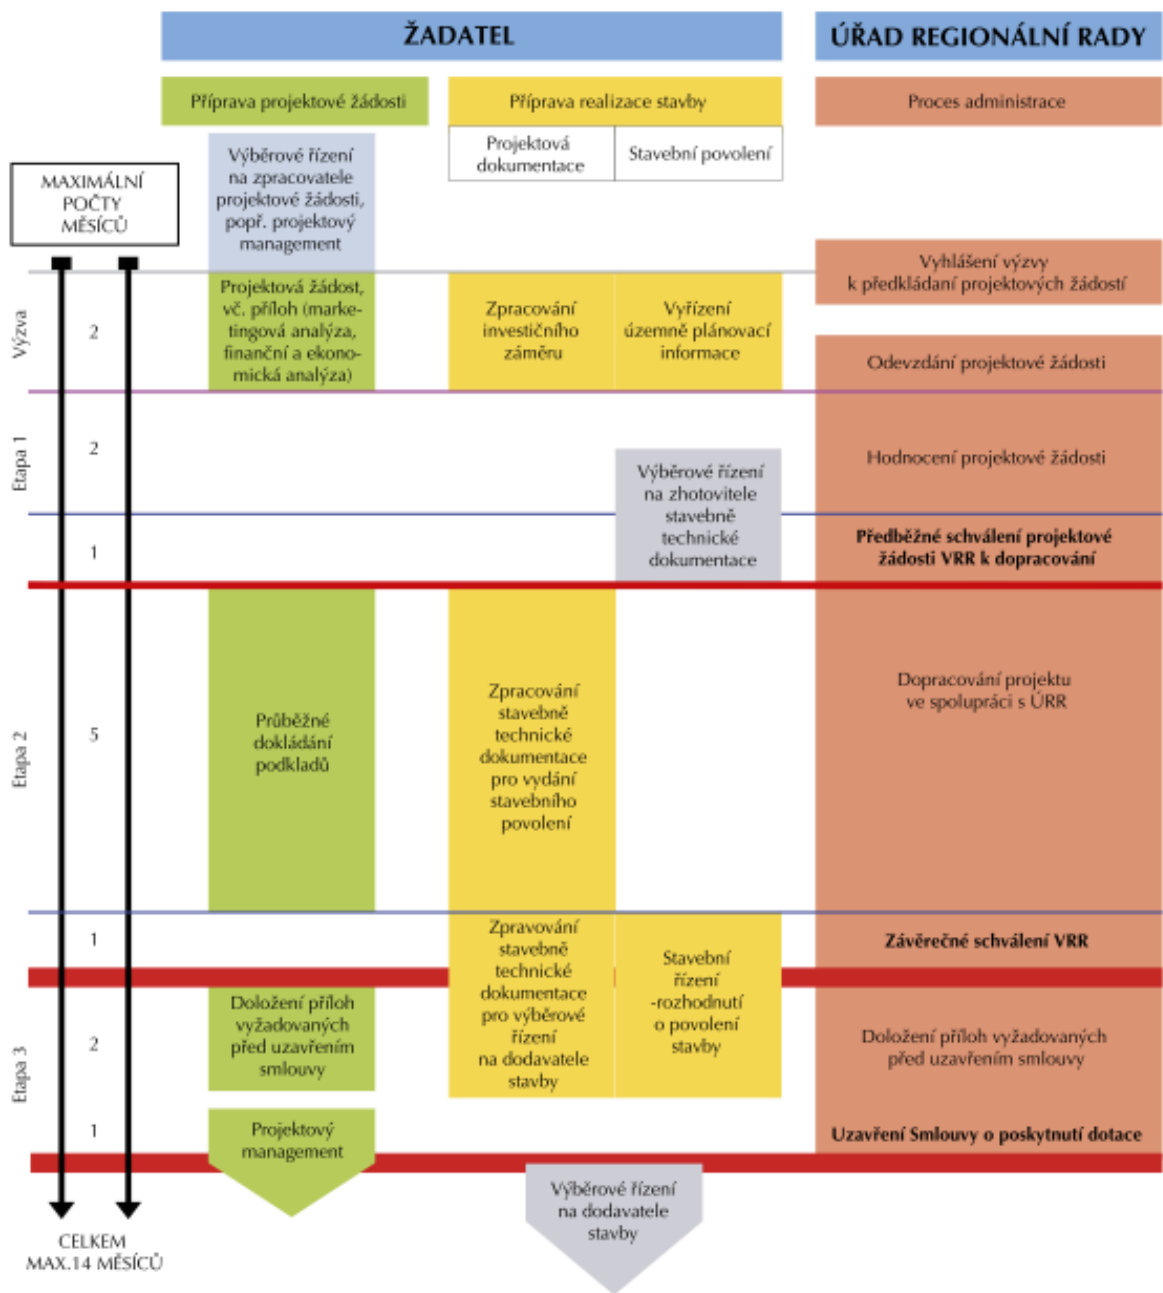 ŽADATEL
ÚŘAD REGIONÁLNÍ RADY
Příprava projektové žádosti
Příprava realizace stavby
Proces administrace
Projektová
dokumentace
Stavební povolení
Výběrové řízení
na zpracovatele
projektové žádosti,
popř. projektový
management
MAXIMÁLNÍ
POČTY
MĚSÍCŮ
Vyhlášení výzvy
k předkládaní projektových žádostí
Výzva
2
Projektová žádost,
vč. příloh (marke-
tingová analýza,
finanční a ekono-
mická analýza)
Zpracování
investičního
záměru
Vyřízení
územně plánovací
informace
Odevzdání projektové žádosti
Etapa 1
2
Hodnocení projektové žádosti
Výběrové řízení
na zhotovitele
stavebně
technické
dokumentace
1
Předběžné schválení projektové
žádosti VRR k dopracování
Etapa 2
5
Průběžné
dokládání
podkladů
Zpracování
stavebně
technické
dokumentace
pro vydání
stavebního
povolení
Dopracování projektu
ve spolupráci s ÚRR
1
Zpravování
stavebně
technické
dokumentace
pro výběrové
řízení
na dodavatele
stavby
Stavební
řízení
-rozhodnutí
o povolení
stavby
Závěrečné schválení VRR
Etapa 3
2
Doložení příloh
vyžadovaných
před uzavřením
smlouvy
Doložení příloh vyžadovaných
před uzavřením smlouvy
1
Projektový
management
Uzavření Smlouvy o poskytnutí dotace
Výběrové řízení
na dodavatele
stavby
CELKEM
MAX.14 MĚSÍCŮ